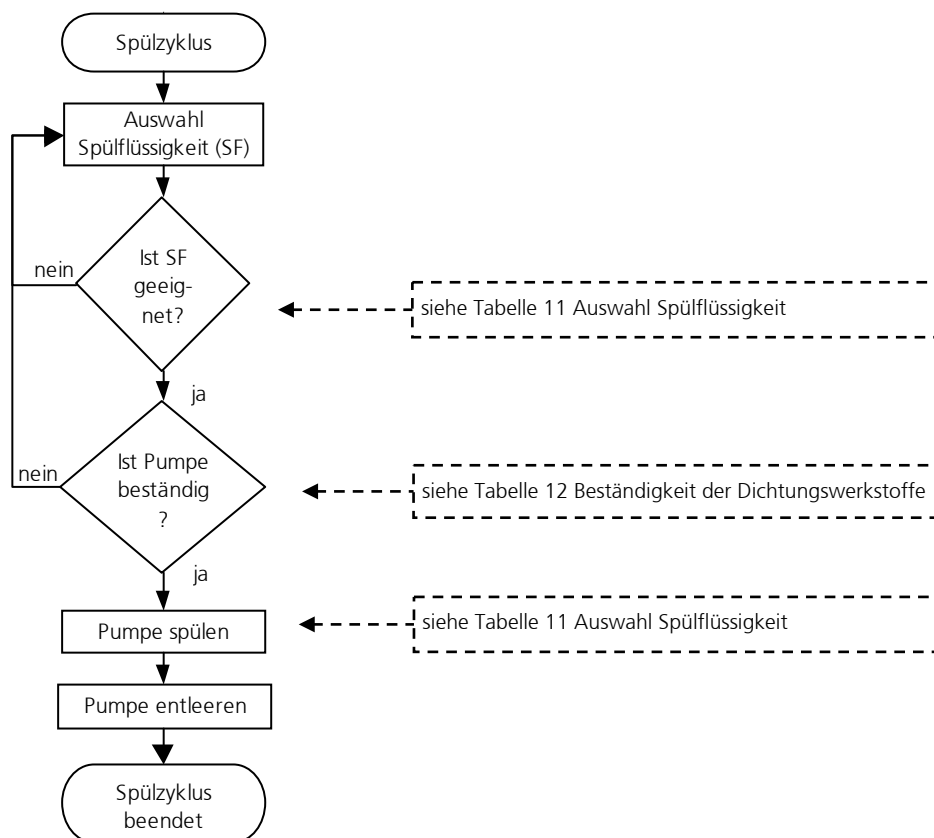 Spülzyklus
Auswahl
Spülflüssigkeit (SF)
Ist SF
geeig-
net?
nein
siehe Tabelle 11 Auswahl Spülflüssigkeit
ja
Ist Pumpe
beständig
?
nein
siehe Tabelle 12 Beständigkeit der Dichtungswerkstoffe
ja
Pumpe spülen
siehe Tabelle 11 Auswahl Spülflüssigkeit
Pumpe entleeren
Spülzyklus
beendet